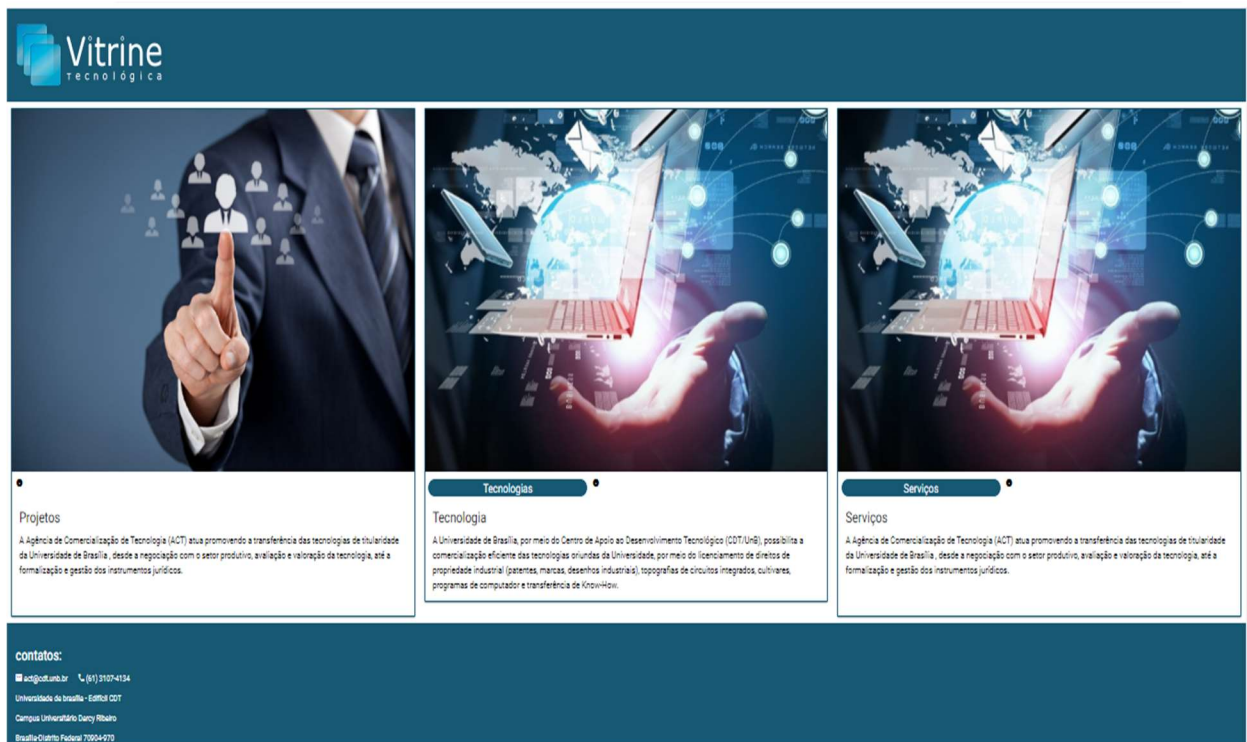 Vitrine
Tecnológica
Projetos
A Agência de Comercialização de Tecnologia (ACT) atua promovendo a transferência das tecnologias de titularidade
da Universidade de Brasília , desde a negociação com o setor produtivo, avaliação e valoração da tecnologia, até a
formalização e gestão dos instrumentos jurídicos.
Tecnologias
Tecnologia
A Universidade de Brasília, por meio do Centro de Apoio ao Desenvolvimento Tecnológico (CDT/UnB), possibilita a
comercialização eficiente das tecnologias oriundas da Universidade, por meio do licenciamento de direitos de
propriedade industrial (patentes, marcas, desenhos industriais), topografias de circuitos integrados, cultivares,
programas de computador e transferência de Know-How.
Serviços
Serviços
A Agência de Comercialização de Tecnologia (ACT) atua promovendo a transferência das tecnologias de titularidade
da Universidade de Brasília , desde a negociação com o setor produtivo, avaliação e valoração da tecnologia, até a
formalização e gestão dos instrumentos jurídicos.
contatos:
act@cdt.unb.br (61) 3107-4134
Universidade de brasília - Edifícil CDT
Campus Universitário Darcy Ribeiro
Brasília-Distrito Federal 70904-970